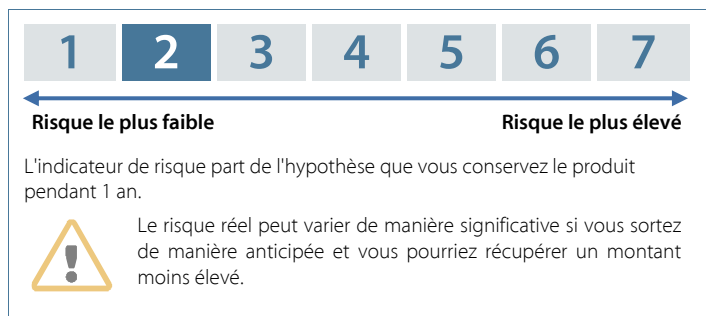 1 2 3 4 5 6 7
Risque le plus faible Risque le plus élevé
L'indicateur de risque part de l'hypothèse que vous conservez le produit
pendant 1 an.
Le risque réel peut varier de manière significative si vous sortez
de manière anticipée et vous pourriez récupérer un montant
moins élevé.